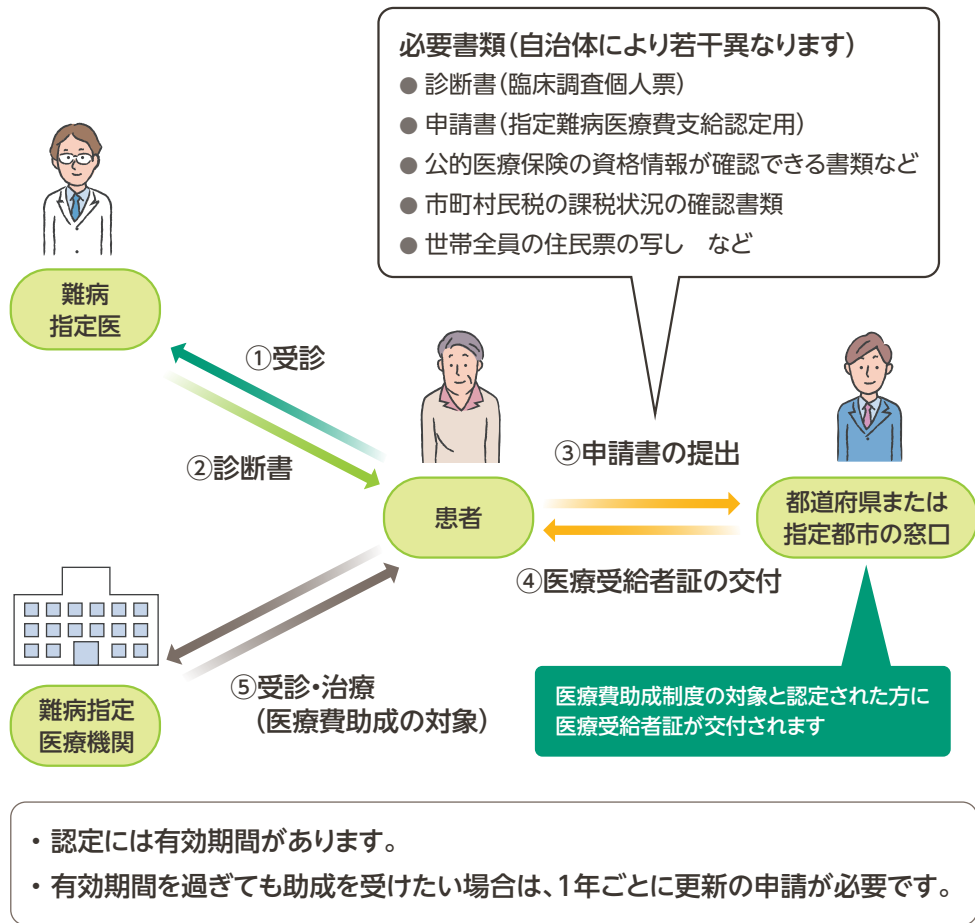 必要書類(自治体により若干異なります)
● 診断書(臨床調査個人票)
● 申請書(指定難病医療費支給認定用)
● 公的医療保険の資格情報が確認できる書類など
● 市町村民税の課税状況の確認書類
● 世帯全員の住民票の写し　など
難病
指定医
①受診
②診断書
③申請書の提出
患者
都道府県または
指定都市の窓口
④医療受給者証の交付
⑤受診・治療
(医療費助成の対象)
難病指定
医療機関
医療費助成制度の対象と認定された方に
医療受給者証が交付されます
・認定には有効期間があります。
・有効期間を過ぎても助成を受けたい場合は、1年ごとに更新の申請が必要です。